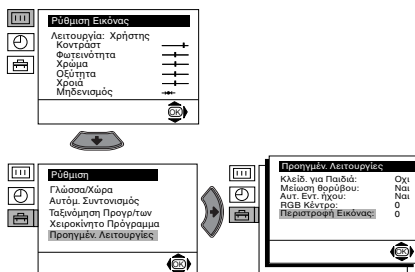 Ρύθμιση Εικόνας
Λειτουργία: Χρήστης
Κοντράστ
Φωτεινότητα
Χρώμα
Οξύτητα
Χροιά
Μηδενισμός
OK
Ρύθμιση
Γλώσσα/Χώρα
Αυτόμ. Συντονισμός
Ταξινόμηση Προγρ/των
Χειροκίνητο Πρόγραμμα
Προηγμέν. Λειτουργίες
OK
Προηγμέν. Λειτουργίες
Κλείδ. για Παιδιά: Οχι
Μείωση θορύβου: Ναι
Αυτ. Εντ. ήχου: Ναι
RGB Κέντρο: 0
Περιστροφή Εικόνας: 0
OK